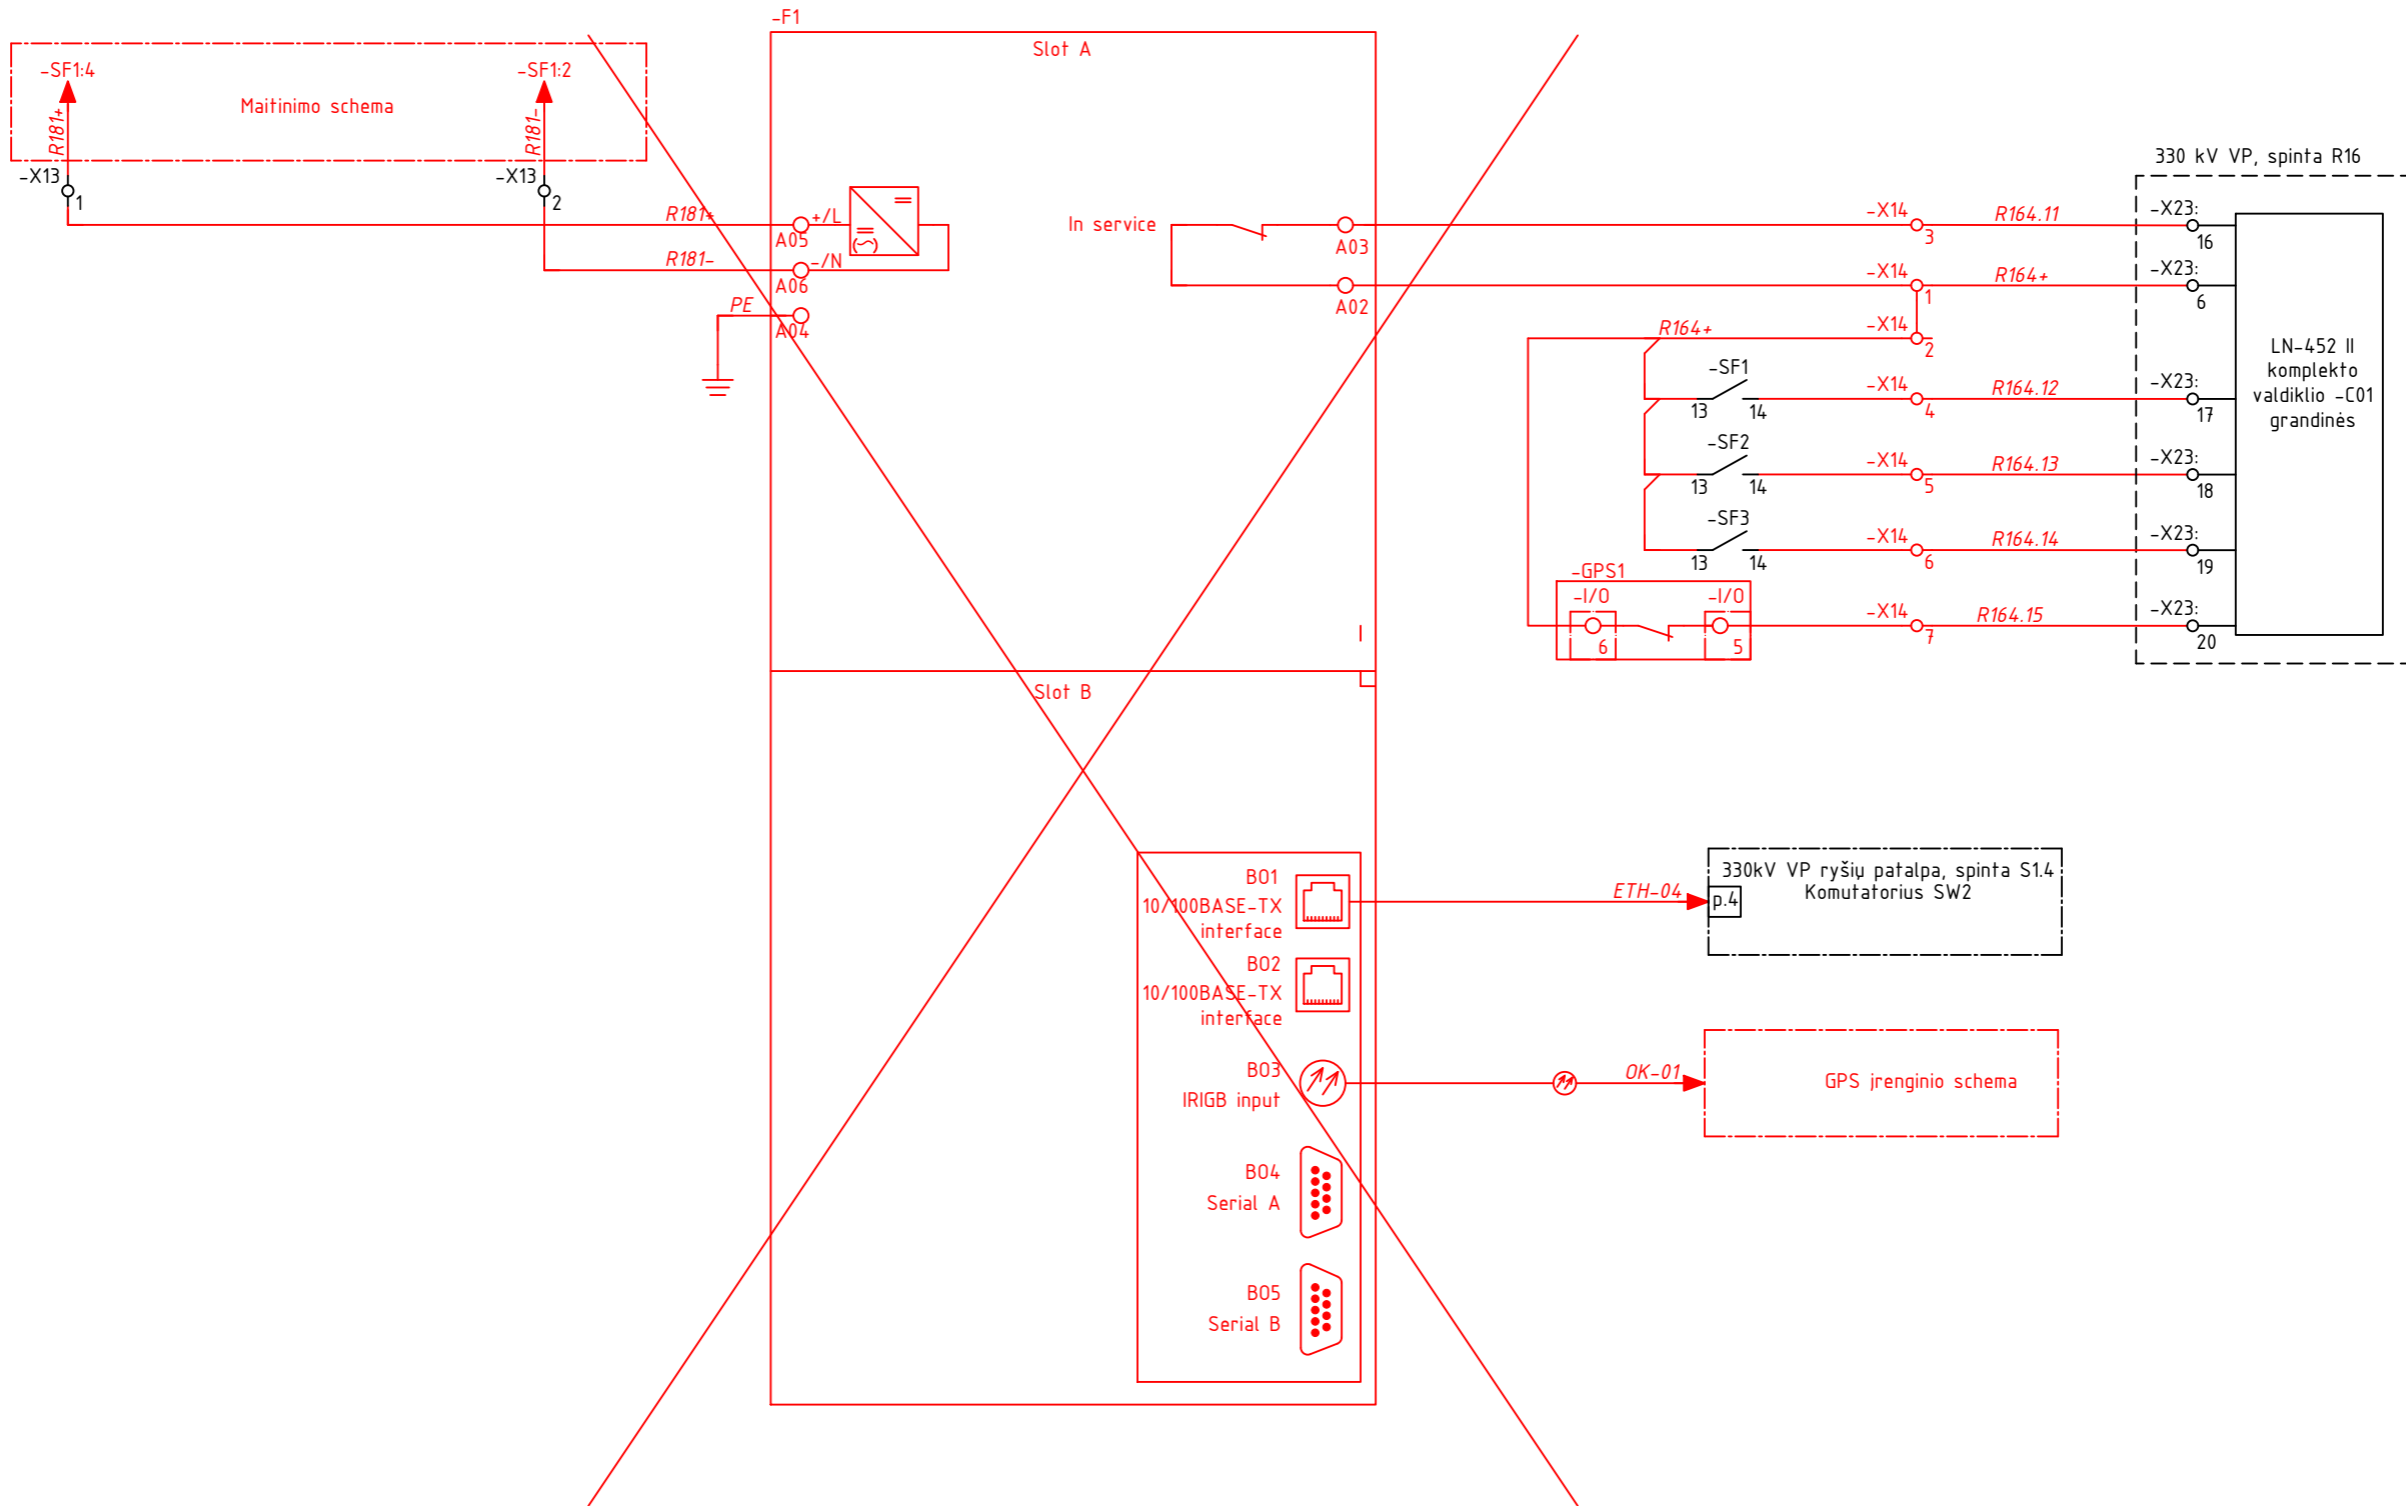 -F1
Slot A
-SF1:4
-SF1:2
Maitinimo schema
R181+
R181-
-X13
1
-X13
2
R181+
+/L
A05
R181-
-/N
A06
PE
A04
In service
A03
A02
-X14
3
R164.11
-X14
1
R164+
R164+
-X14
2
-SF1
13
14
-X14
4
R164.12
-SF2
13
14
-X14
5
R164.13
-SF3
13
14
-X14
6
R164.14
-GPS1
-I/O
-I/O
6
5
-X14
7
R164.15
330 kV VP, spinta R16
-X23:
16
-X23:
6
-X23:
17
-X23:
18
-X23:
19
-X23:
20
LN-452 II
komplekto
valdiklio -C01
grandinės
Slot B
B01
10/100BASE-TX
interface
B02
10/100BASE-TX
interface
B03
IRIGB input
B04
Serial A
B05
Serial B
ETH-04
330kV VP ryšių patalpa, spinta S1.4
Komutatorius SW2
p.4
OK-01
GPS įrenginio schema